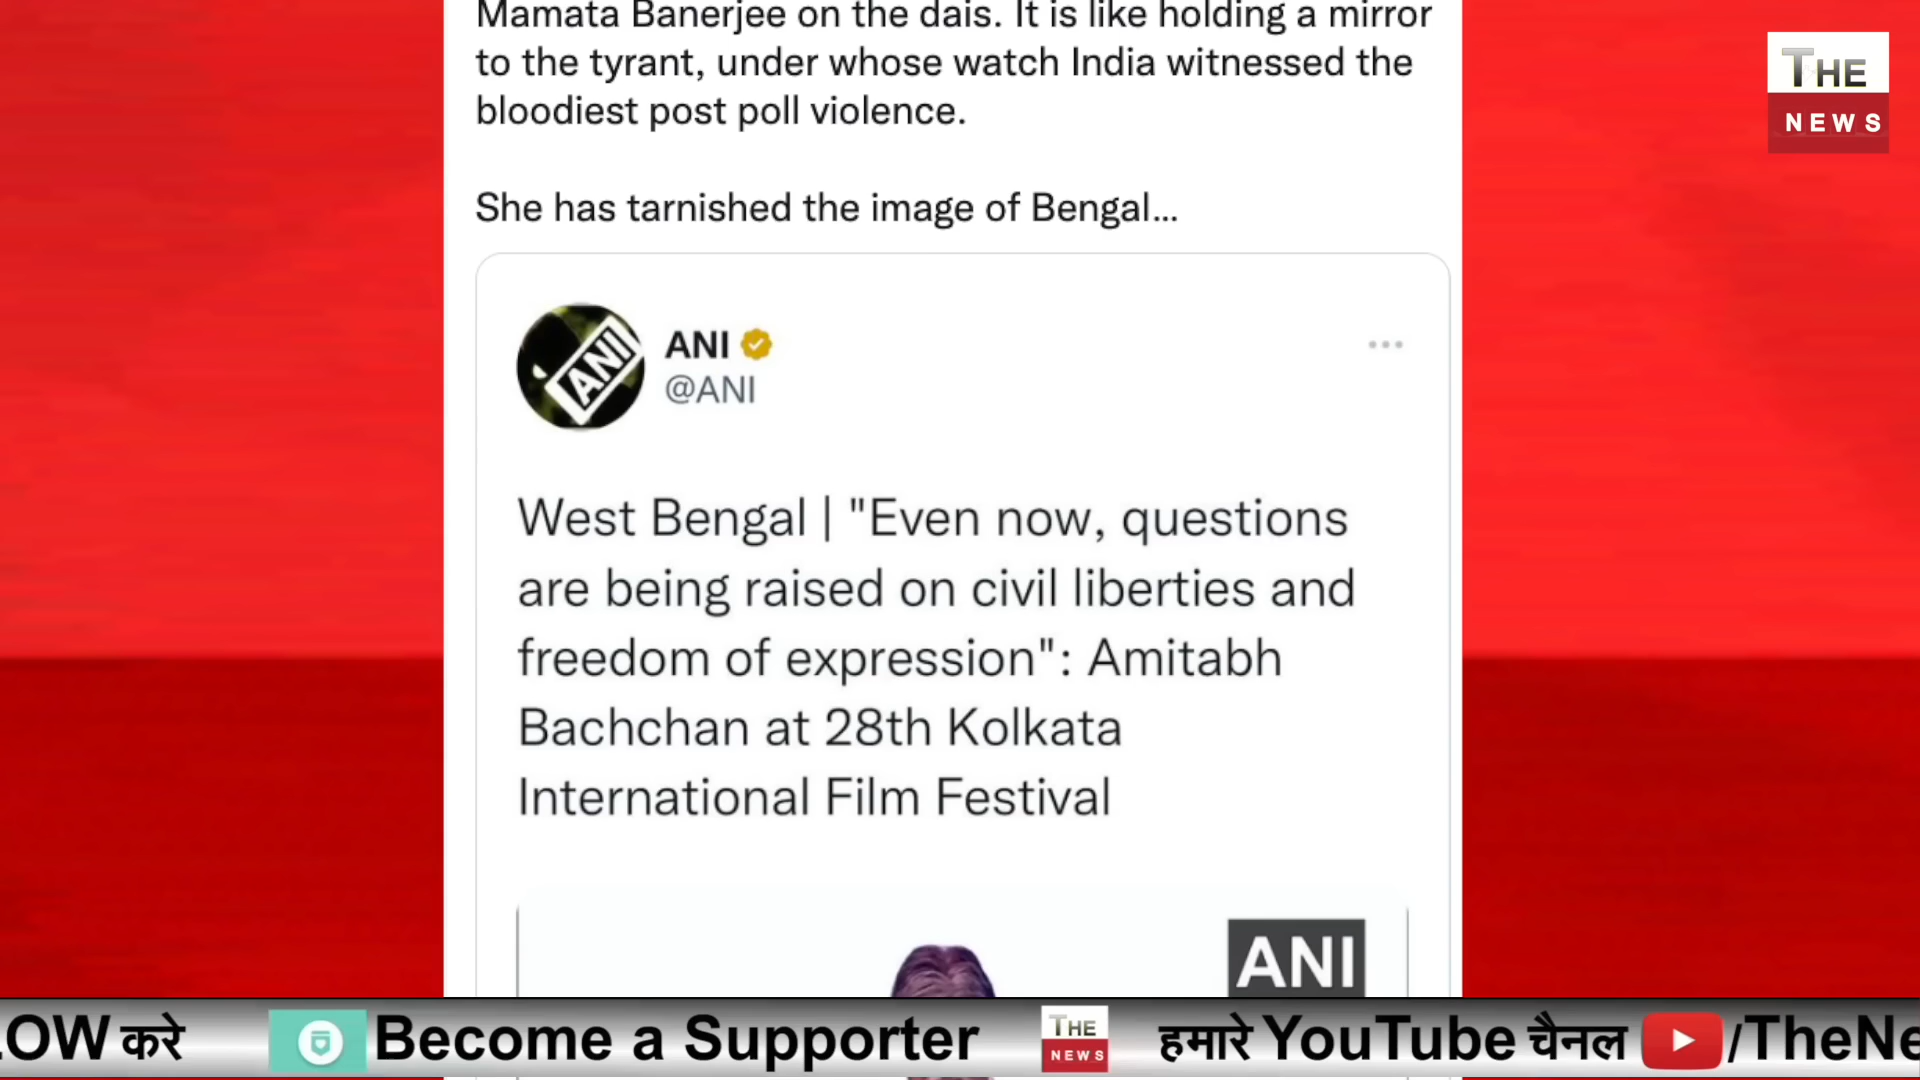 Mamata Banerjee on the dais. It is like holding a mirror
to the tyrant, under whose watch India witnessed the
bloodiest post poll violence.
She has tarnished the image of Bengal...
THE
NEWS
ANI
ANI
@ANI
West Bengal | "Even now, questions
are being raised on civil liberties and
freedom of expression": Amitabh
Bachchan at 28th Kolkata
International Film Festival
ANI
LOW करे Become a Supporter THE NEWS हमारे YouTube चैनल /TheNe